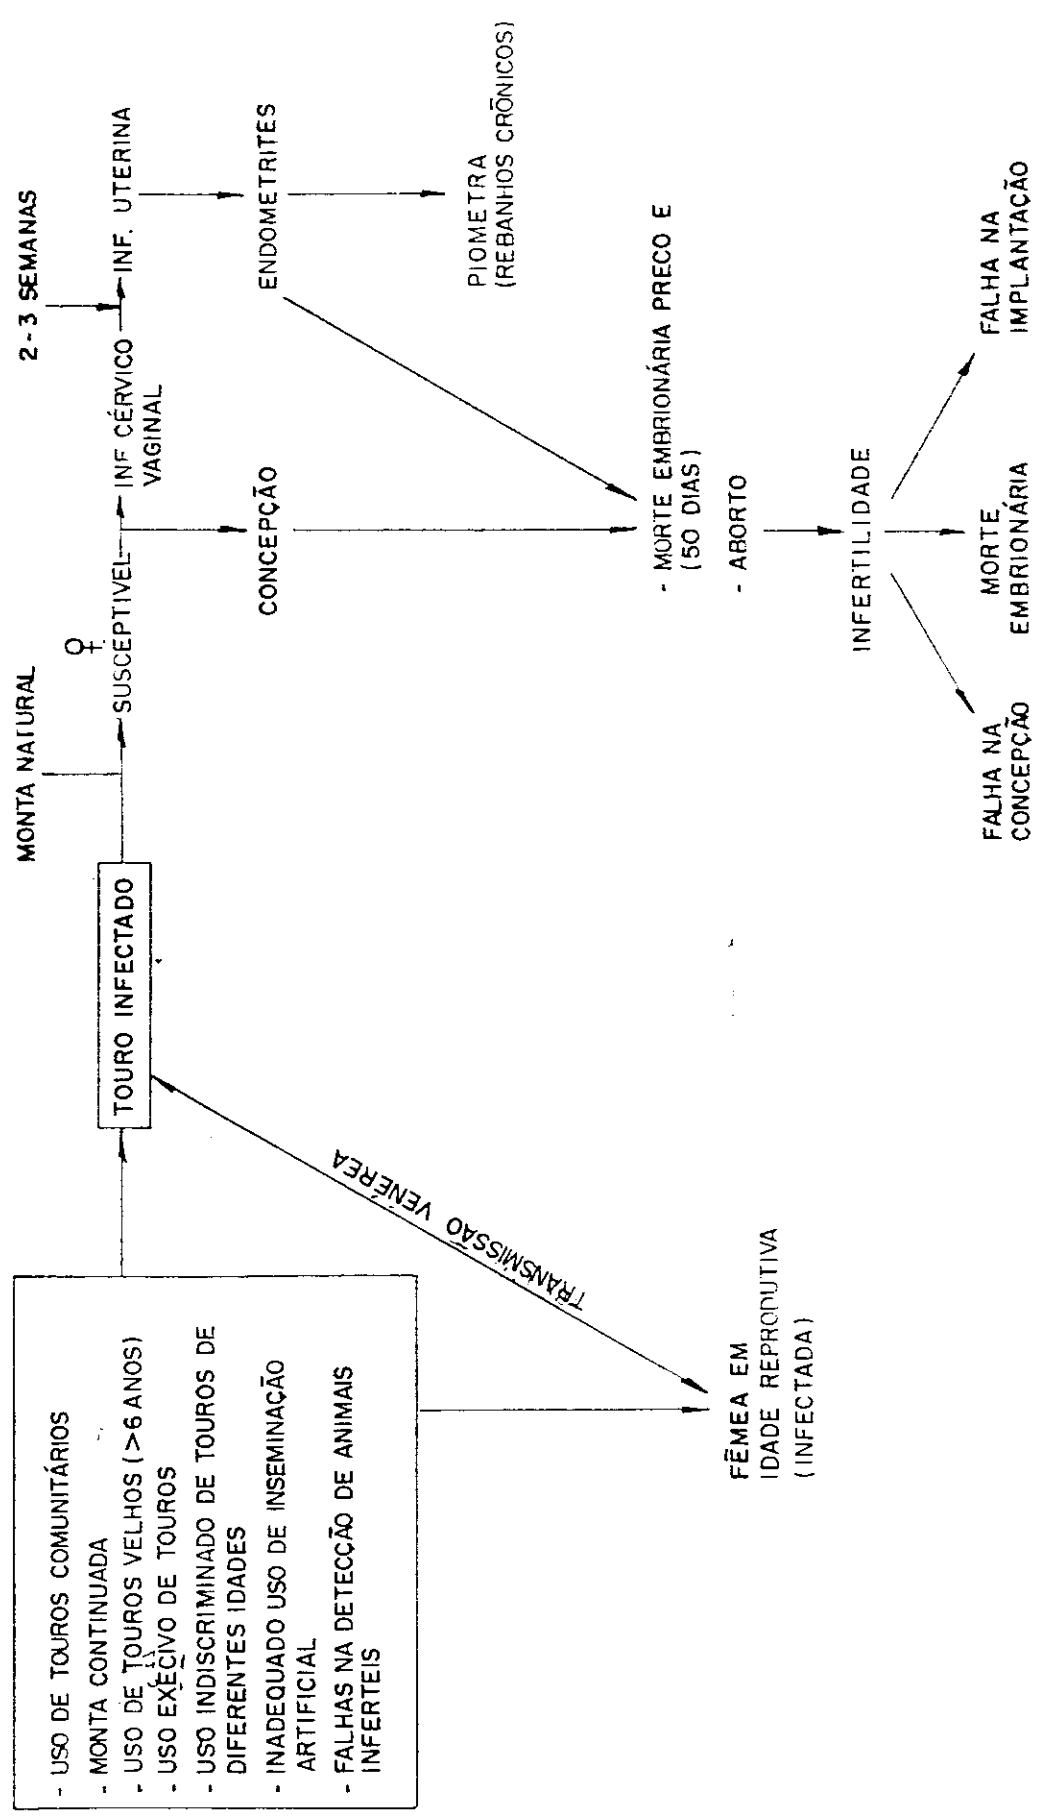 - USO DE TOUROS COMUNITÁRIOS
- MONTA CONTINUADA
- USO DE TOUROS VELHOS (>6 ANOS)
- USO EXÉCIVO DE TOUROS
- USO INDISCRIMINADO DE TOUROS DE
DIFERENTES IDADES
- INADEQUADO USO DE INSEMINAÇÃO
ARTIFICIAL
- FALHAS NA DETECÇÃO DE ANIMAIS
INFERTEIS
TOURO INFECTADO
TRANSMISSÃO VENÉREA
FÊMEA EM
IDADE REPRODUTIVA
(INFECTADA)
MONTA NATURAL
♀
SUSCEPTIVEL
INF CÉRVICO
VAGINAL
2-3 SEMANAS
INF. UTERINA
CONCEPÇÃO
ENDOMETRITES
PIOMETRA
(REBANHOS CRÔNICOS)
- MORTE EMBRIONÁRIA PRECO E
(50 DIAS)
- ABORTO
INFERTILIDADE
FALHA NA
CONCEPÇÃO
MORTE
EMBRIONÁRIA
FALHA NA
IMPLANTAÇÃO